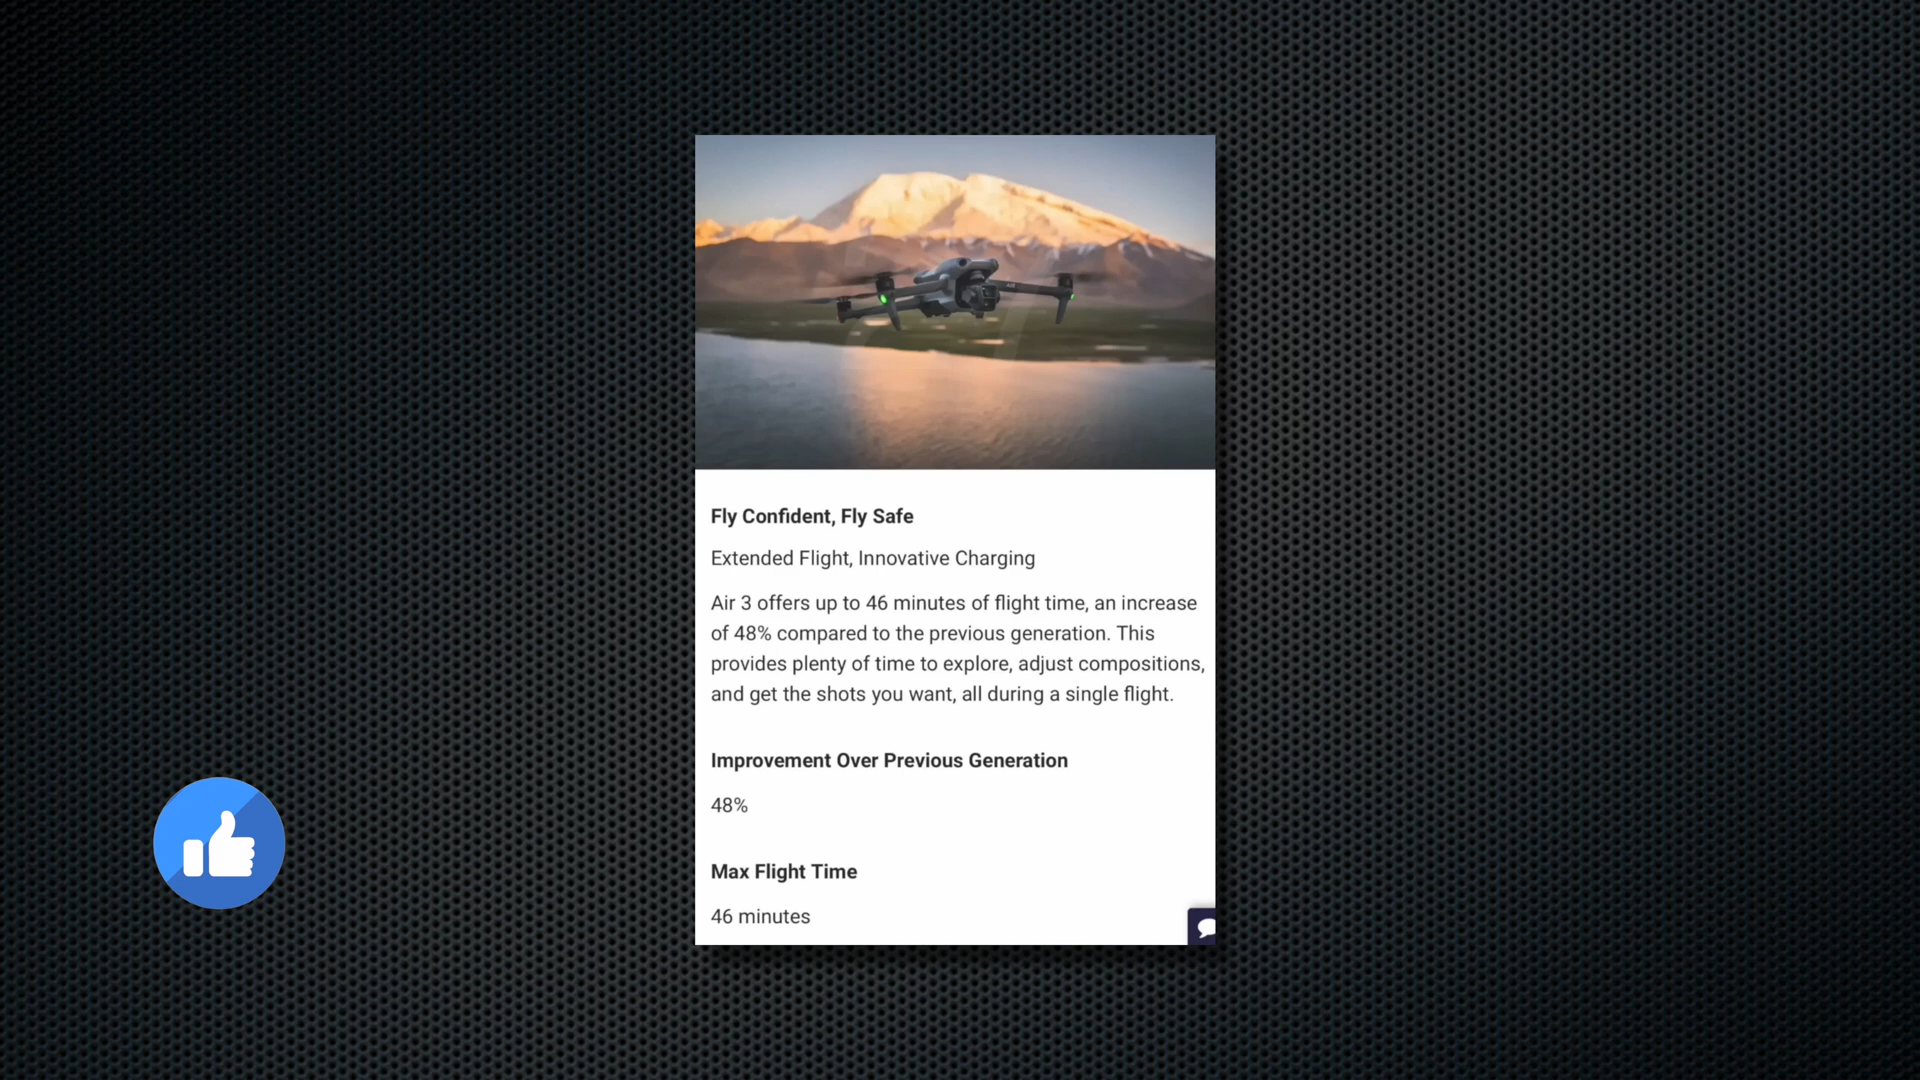 Fly Confident, Fly Safe
Extended Flight, Innovative Charging
Air 3 offers up to 46 minutes of flight time, an increase
of 48% compared to the previous generation. This
provides plenty of time to explore, adjust compositions,
and get the shots you want, all during a single flight.
Improvement Over Previous Generation
48%
Max Flight Time
46 minutes